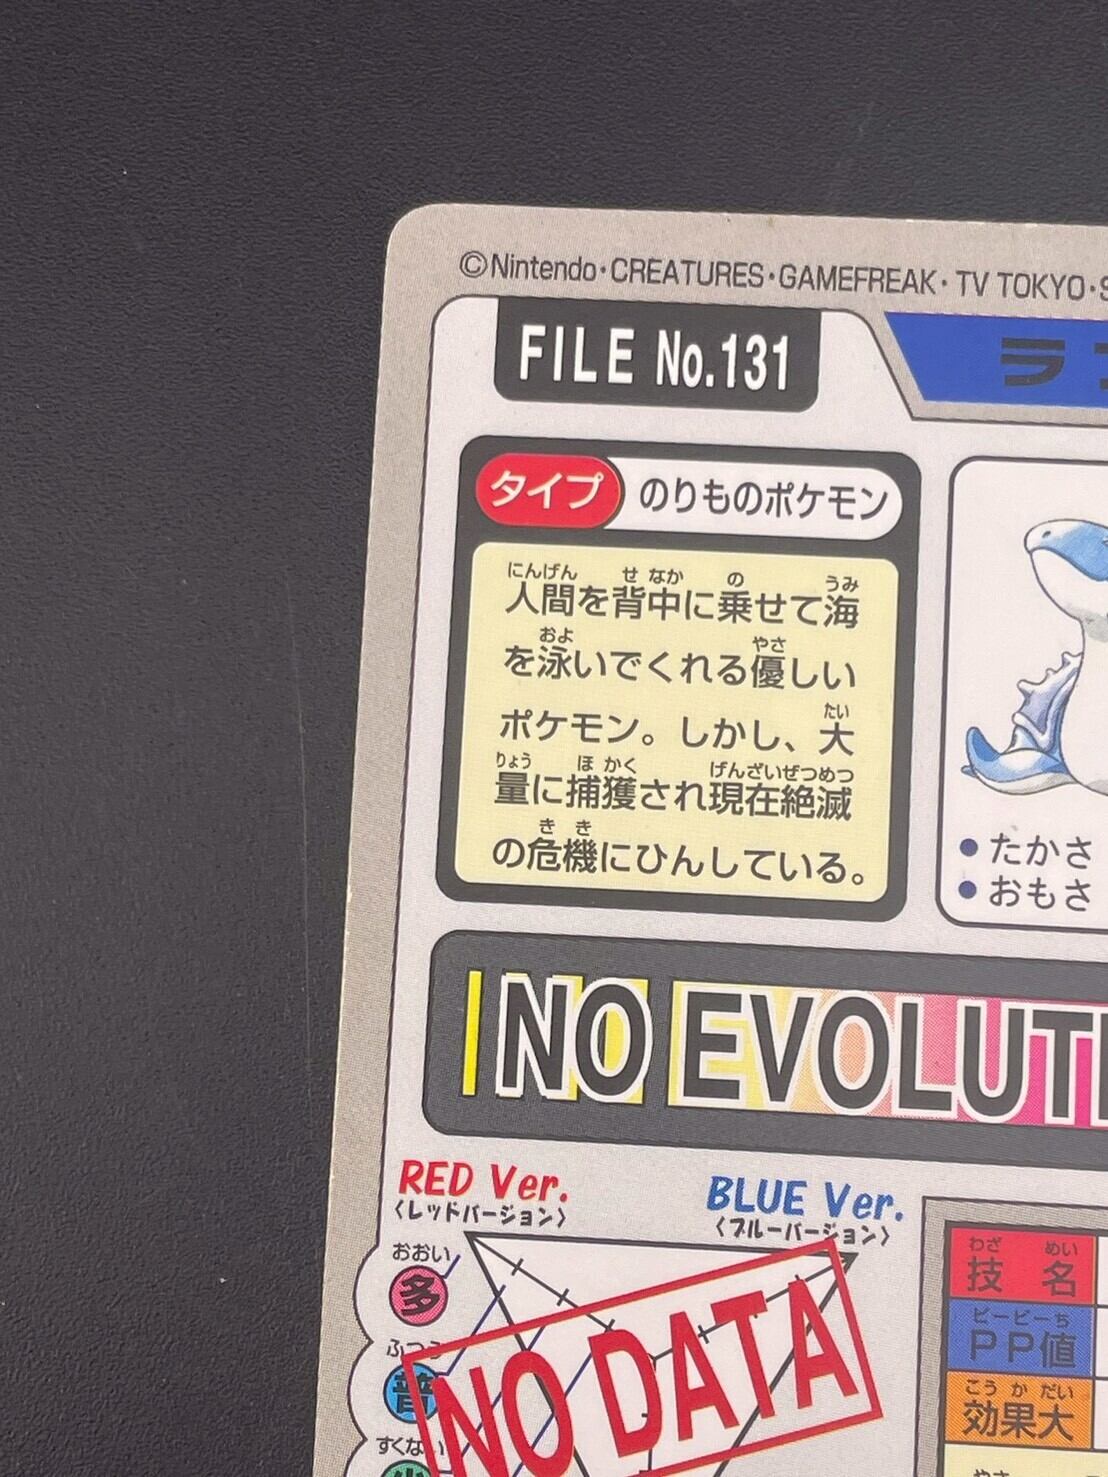 ©Nintendo・CREATURES・GAMEFREAK・TV TOKYO・S
FILE No.131
ラ
タイプ のりものポケモン
にんげん せ なか の うみ
人間を背中に乗せて海
およ やさ
を泳いでくれる優しい
たい
ポケモン。しかし、大
りょう ほ かく げんざいぜつめつ
量に捕獲され現在絶滅
き き
の危機にひんしている。
●たかさ
●おもさ
NO EVOLUTI
RED Ver.
〈レッドバージョン〉
BLUE Ver.
〈ブルーバージョン〉
おおい
多
ふつう
普
すくない
少
NO DATA
わざ めい
技 名
ピーピーち
PP値
こう か だい
効果大
やさ